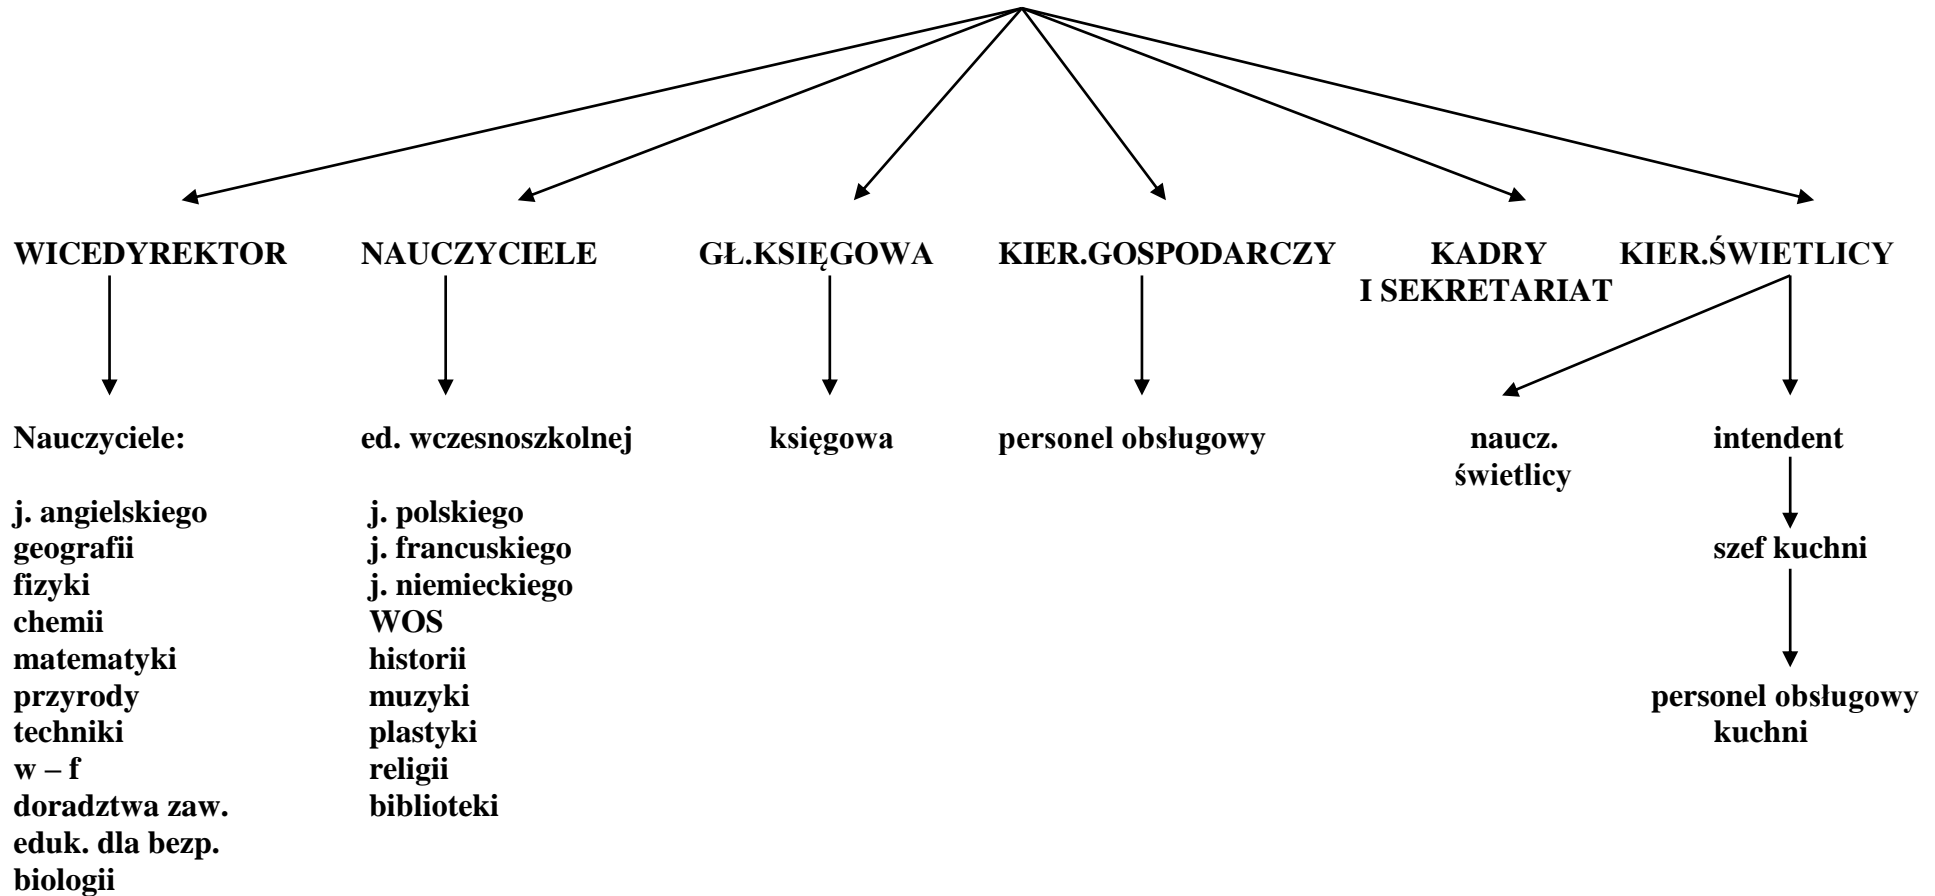 WICEDYREKTOR NAUCZYCIELE GŁ.KSIĘGOWA KIER.GOSPODARCZY KADRY KIER.ŚWIETLICY
I SEKRETARIAT
Nauczyciele: ed. wczesnoszkolnej księgowa personel obsługowy naucz. intendent
świetlicy
j. angielskiego j. polskiego
geografii j. francuskiego szef kuchni
fizyki j. niemieckiego
chemii WOS
matematyki historii
przyrody muzyki personel obsługowy
techniki plastyki kuchni
w – f religii
doradztwa zaw. biblioteki
eduk. dla bezp.
biologii